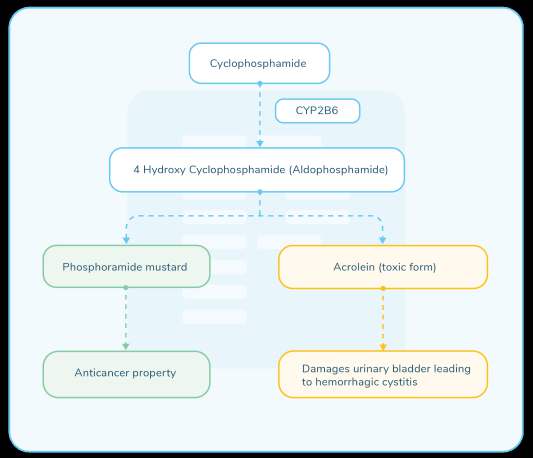 Cyclophosphamide
CYP2B6
4 Hydroxy Cyclophosphamide (Aldophosphamide)
Phosphoramide mustard
Acrolein (toxic form)
Anticancer property
Damages urinary bladder leading
to hemorrhagic cystitis